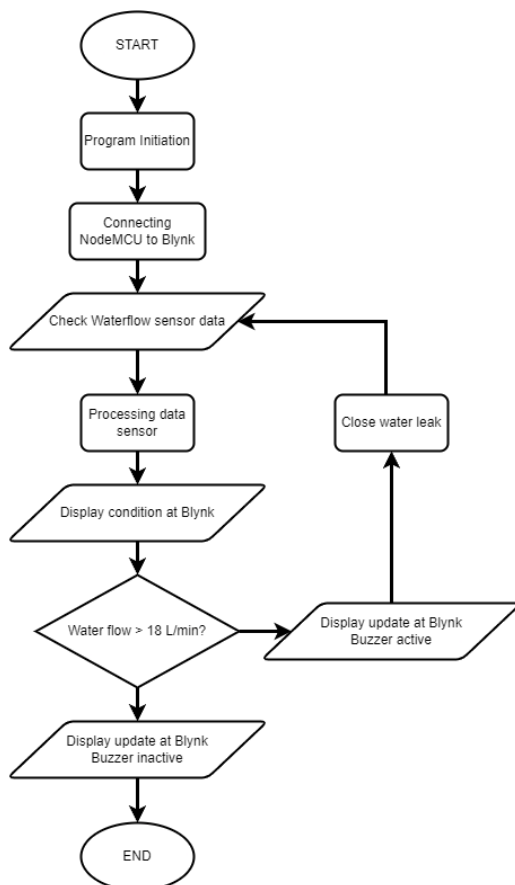 START
Program Initiation
Connecting
NodeMCU to Blynk
Check Waterflow sensor data
Processing data
sensor
Close water leak
Display condition at Blynk
Water flow > 18 L/min?
Display update at Blynk
Buzzer active
Display update at Blynk
Buzzer inactive
END